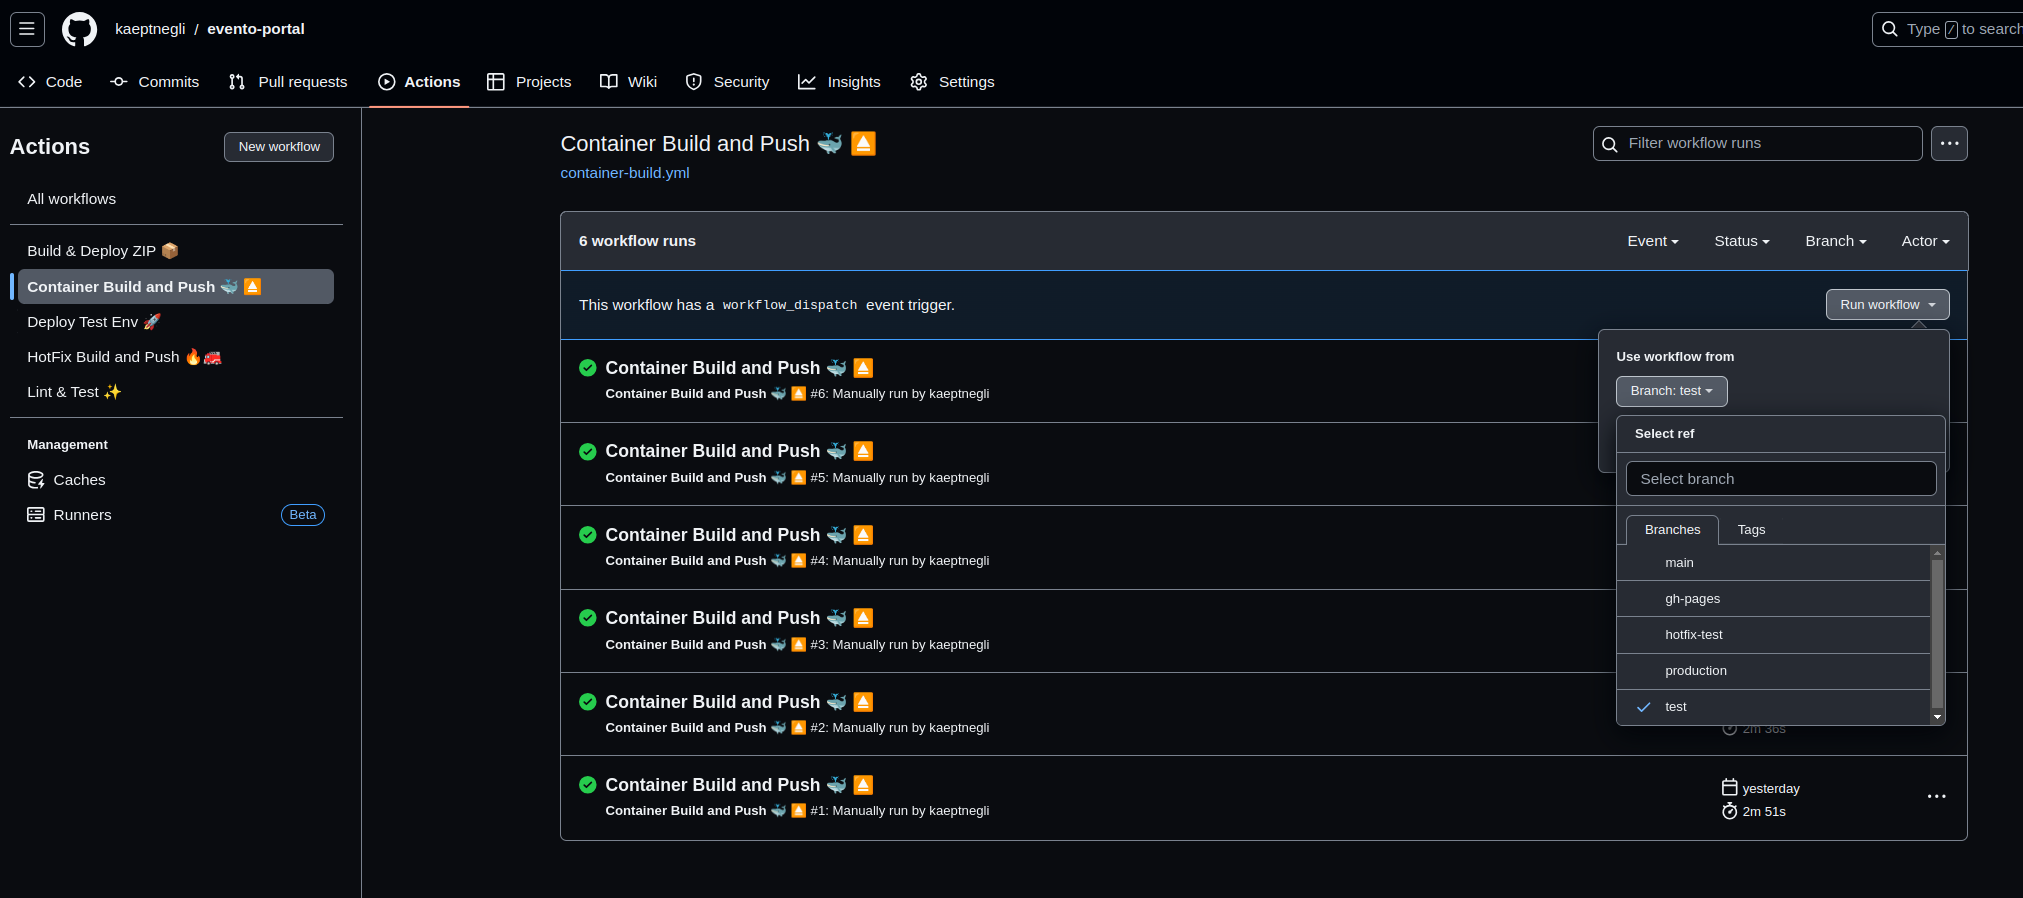 kaeptnegli / evento-portal
Type / to search
Code Commits Pull requests Actions Projects Wiki Security Insights Settings
Actions
New workflow
All workflows
Build & Deploy ZIP 📦
Container Build and Push 🐳 ⏏️
Deploy Test Env 🚀
HotFix Build and Push 🔥🚒
Lint & Test ✨
Management
Caches
Runners Beta
Container Build and Push 🐳 ⏏️
container-build.yml
Filter workflow runs
6 workflow runs
Event Status Branch Actor
This workflow has a workflow_dispatch event trigger.
Run workflow
Container Build and Push 🐳 ⏏️
Container Build and Push 🐳 ⏏️ #6: Manually run by kaeptnegli
Container Build and Push 🐳 ⏏️
Container Build and Push 🐳 ⏏️ #5: Manually run by kaeptnegli
Container Build and Push 🐳 ⏏️
Container Build and Push 🐳 ⏏️ #4: Manually run by kaeptnegli
Container Build and Push 🐳 ⏏️
Container Build and Push 🐳 ⏏️ #3: Manually run by kaeptnegli
Container Build and Push 🐳 ⏏️
Container Build and Push 🐳 ⏏️ #2: Manually run by kaeptnegli
2m 36s
Container Build and Push 🐳 ⏏️
Container Build and Push 🐳 ⏏️ #1: Manually run by kaeptnegli
yesterday
2m 51s
Use workflow from
Branch: test
Select ref
Select branch
Branches Tags
main
gh-pages
hotfix-test
production
test